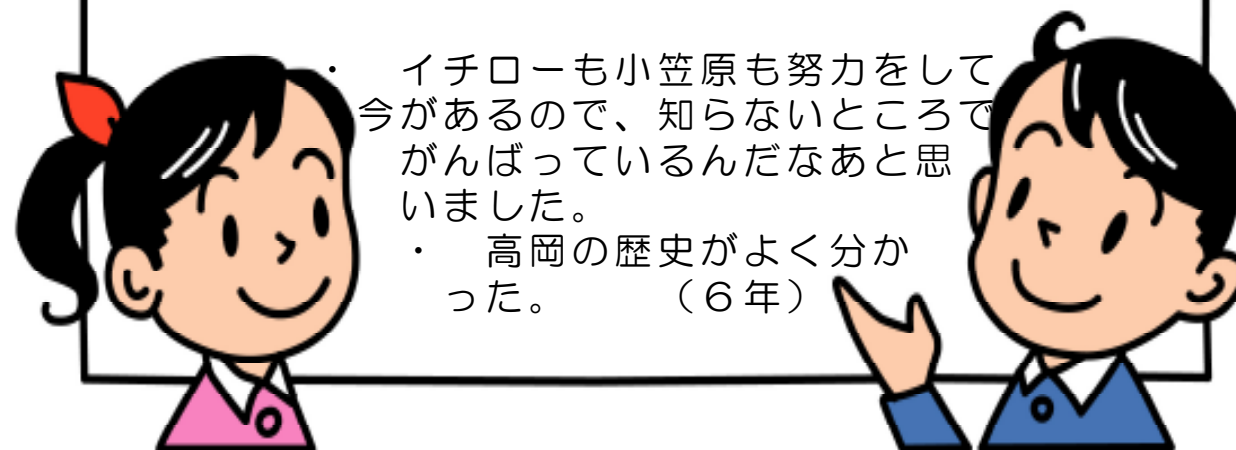 ・　イチローも小笠原も努力をして
今があるので、知らないところで
がんばっているんだなあと思
いました。
・　高岡の歴史がよく分か
った。　　　（６年）